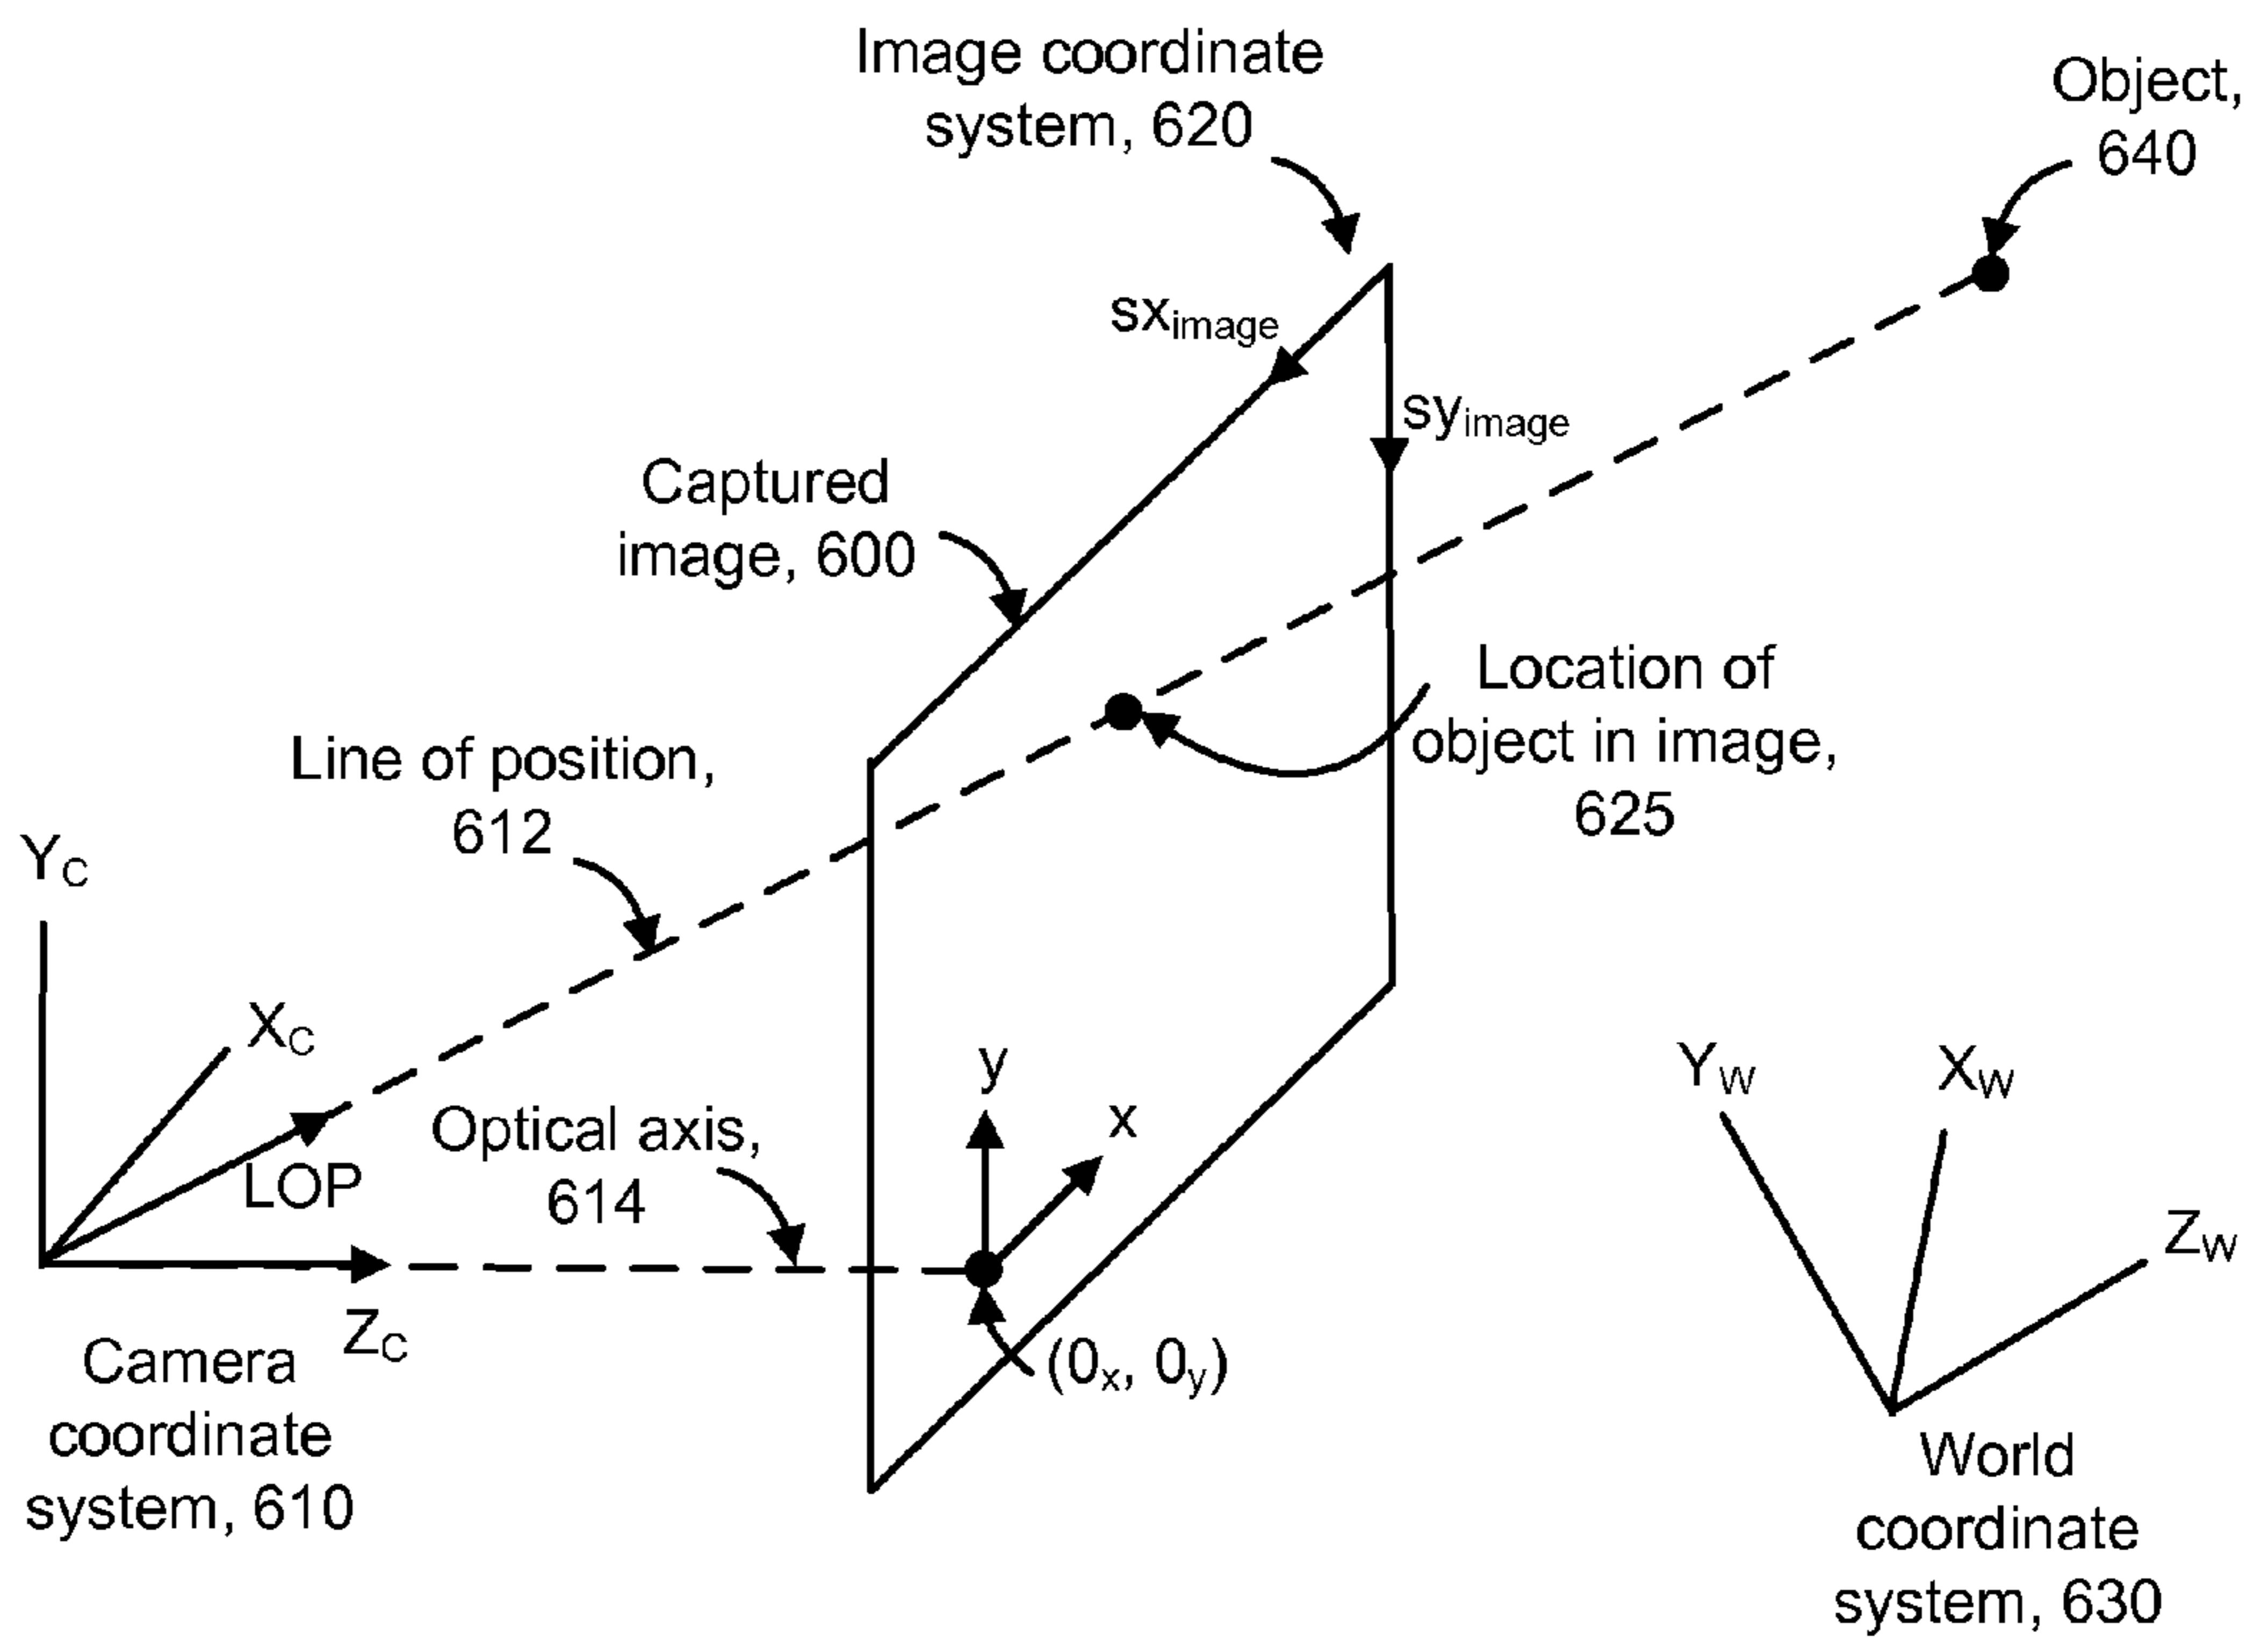 Image coordinate
system, 620
Object,
640
sx_image
sy_image
Captured
image, 600
Location of
object in image,
625
Line of position,
612
Y_C
X_C
LOP
Optical axis,
614
y
x
Z_C
(0_x, 0_y)
Camera
coordinate
system, 610
Y_W
X_W
Z_W
World
coordinate
system, 630